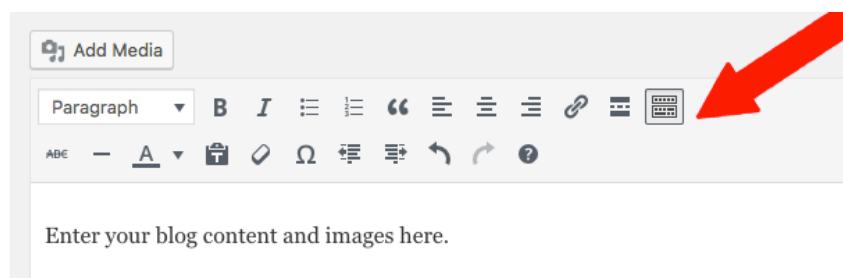 Add Media
Paragraph B I
ABC A T Ω ?
Enter your blog content and images here.